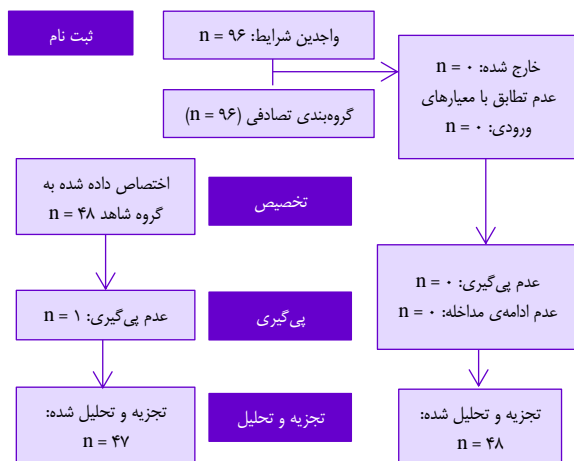 ثبت نام
واجدین شرایط: n = ۹۶
خارج شده: n = ۰
عدم تطابق با معیارهای
ورودی: n = ۰
گروه‌بندی تصادفی (n = ۹۶)
اختصاص داده شده به
گروه شاهد n = ۴۸
تخصیص
عدم پی‌گیری: n = ۰
عدم ادامه‌ی مداخله: n = ۰
پی‌گیری
عدم پی‌گیری: n = ۱
تجزیه و تحلیل شده:
n = ۴۸
تجزیه و تحلیل
تجزیه و تحلیل شده:
n = ۴۷